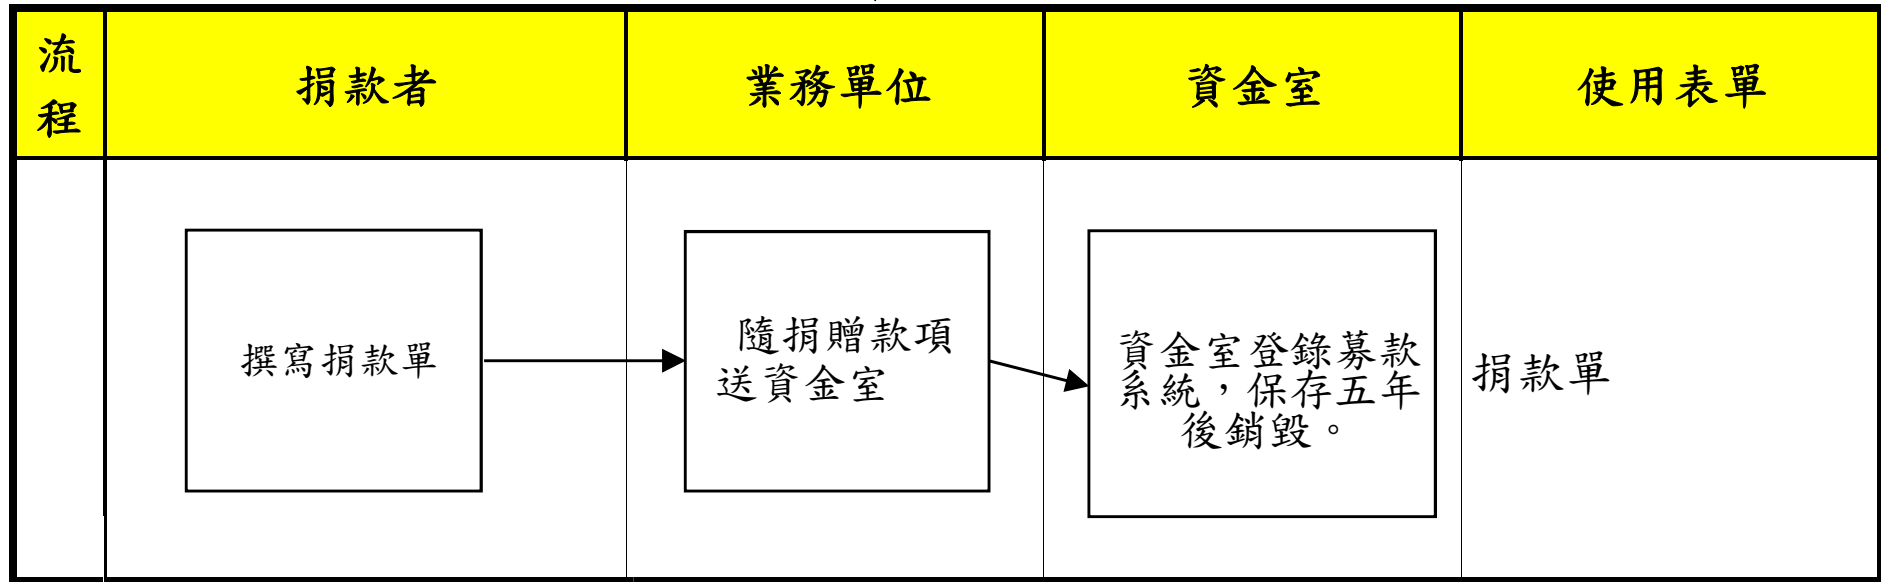 流
程
捐款者
業務單位
資金室
使用表單
撰寫捐款單
隨捐贈款項
送資金室
資金室登錄募款
系統，保存五年
後銷毀。
捐款單